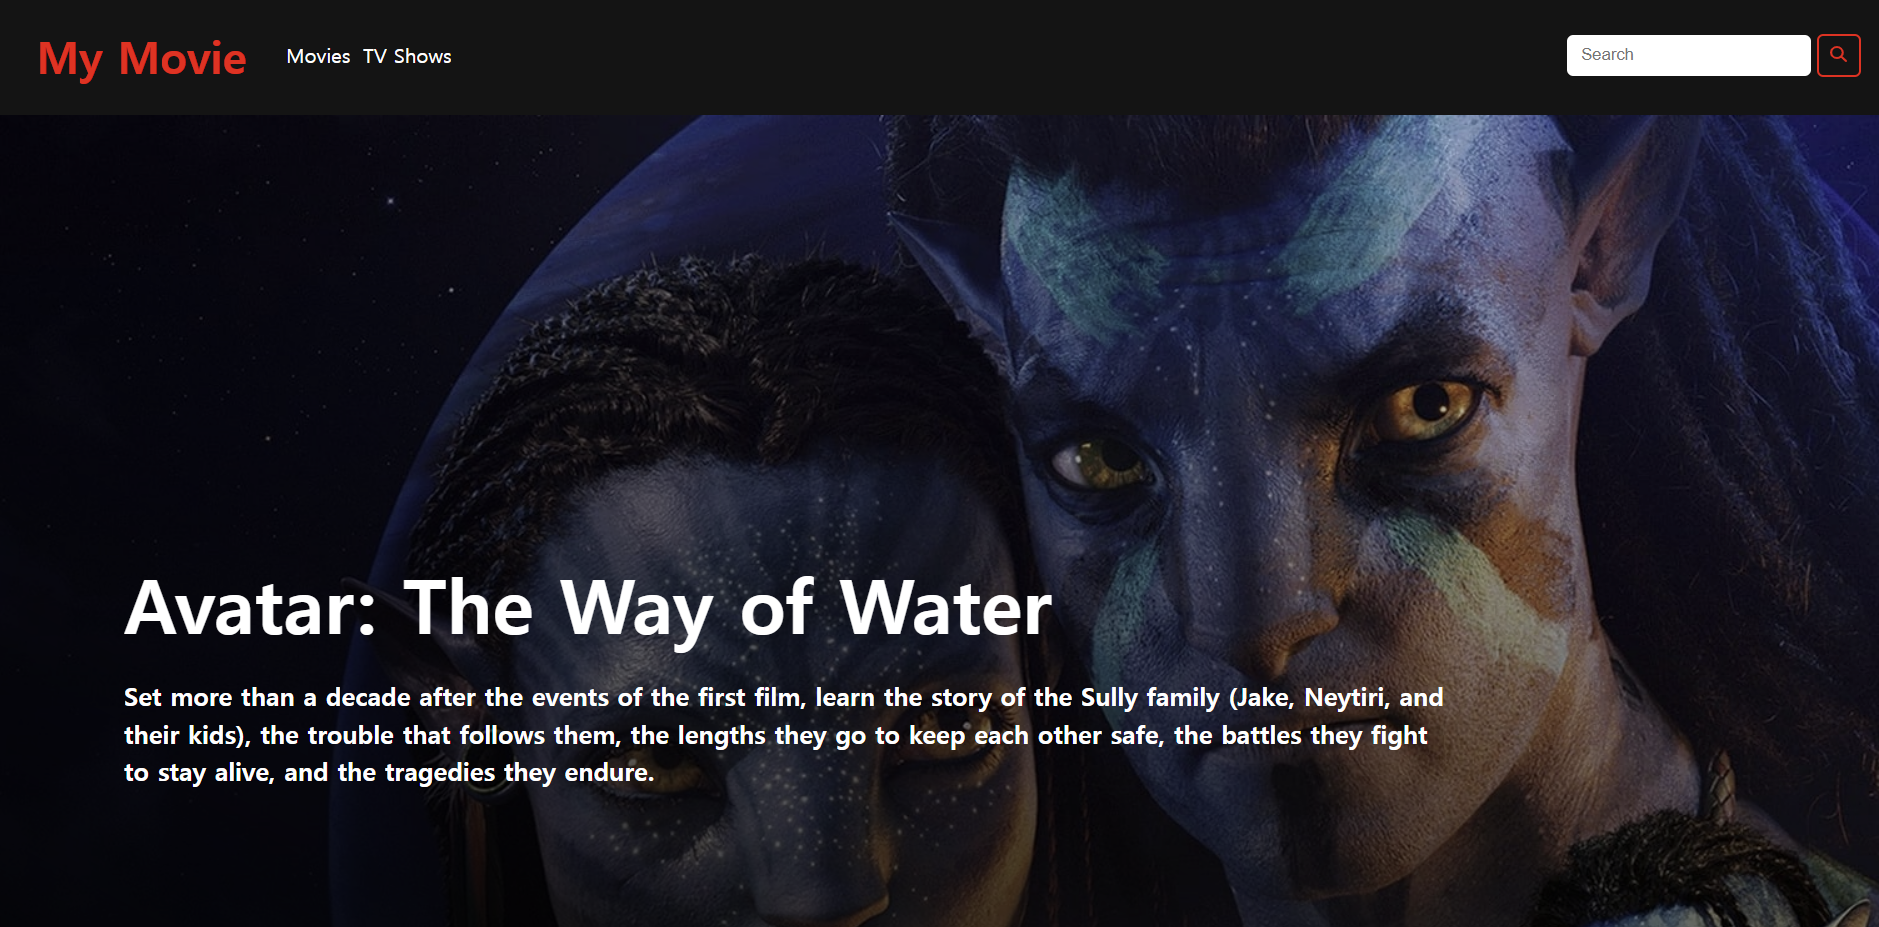 My Movie
Movies TV Shows
Search
Avatar: The Way of Water
Set more than a decade after the events of the first film, learn the story of the Sully family (Jake, Neytiri, and
their kids), the trouble that follows them, the lengths they go to keep each other safe, the battles they fight
to stay alive, and the tragedies they endure.